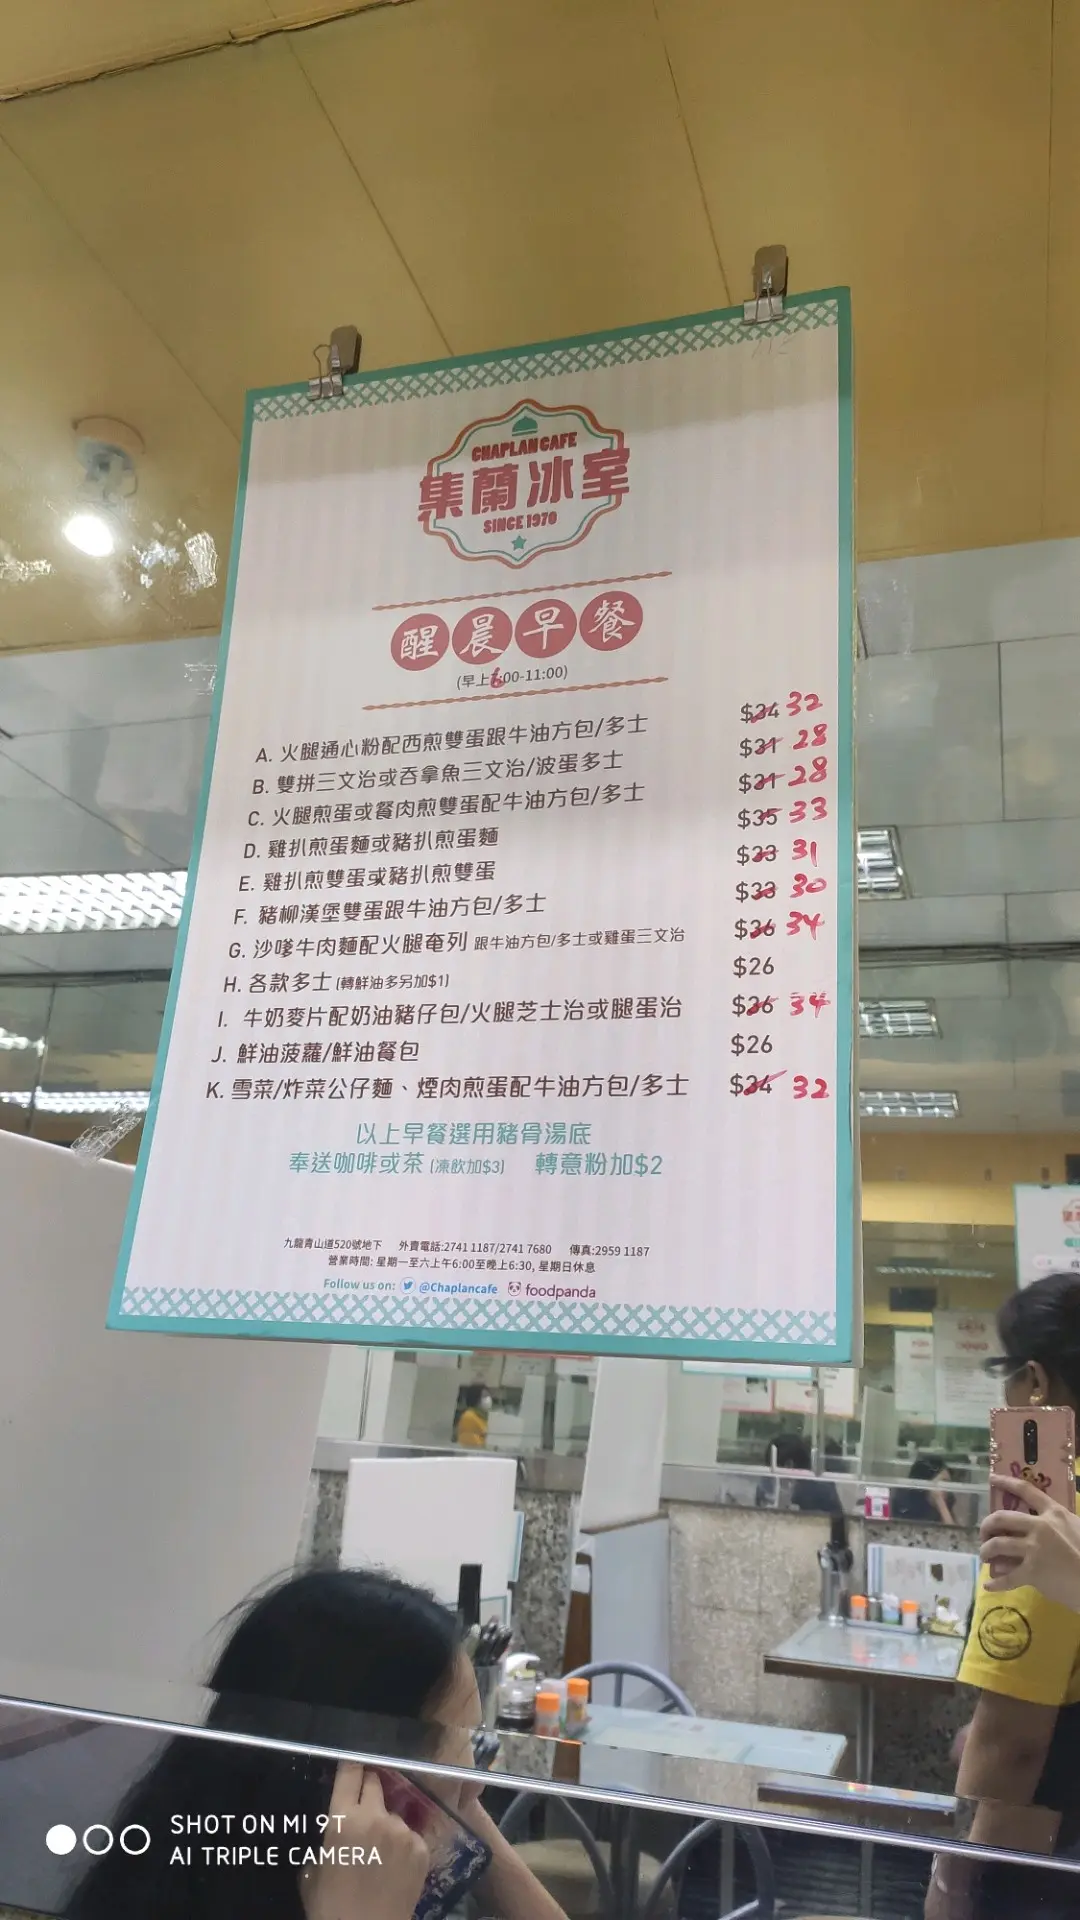 CHAPLAN CAFE
集蘭冰室
SINCE 1970
醒晨早餐
(早上6:00-11:00)
A. 火腿通心粉配西煎雙蛋跟牛油方包/多士 $34 32
B. 雙拼三文治或吞拿魚三文治/波蛋多士 $31 28
C. 火腿煎蛋或餐肉煎雙蛋配牛油方包/多士 $31 28
D. 雞扒煎蛋麵或豬扒煎蛋麵 $35 33
E. 雞扒煎雙蛋或豬扒煎雙蛋 $33 31
F. 豬柳漢堡雙蛋跟牛油方包/多士 $33 30
G. 沙嗲牛肉麵配火腿奄列 跟牛油方包/多士或雞蛋三文治 $36 34
H. 各款多士 (轉鮮油多另加$1) $26
I. 牛奶麥片配奶油豬仔包/火腿芝士治或腿蛋治 $36 34
J. 鮮油菠蘿/鮮油餐包 $26
K. 雪菜/炸菜公仔麵、煙肉煎蛋配牛油方包/多士 $34 32
以上早餐選用豬骨湯底
奉送咖啡或茶 (凍飲加$3) 轉意粉加$2
九龍青山道520號地下 外賣電話:2741 1187/2741 7680 傳真:2959 1187
營業時間: 星期一至六上午6:00至晚上6:30, 星期日休息
Follow us on: @Chaplancafe foodpanda
SHOT ON MI 9T
AI TRIPLE CAMERA